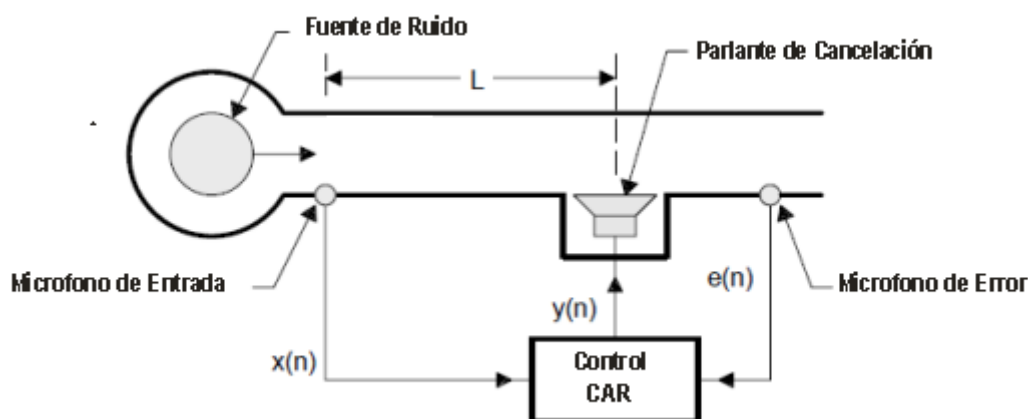 Fuente de Ruido
Parlante de Cancelación
L
Microfono de Entrada
Microfono de Error
x(n)
y(n)
e(n)
Control
CAR